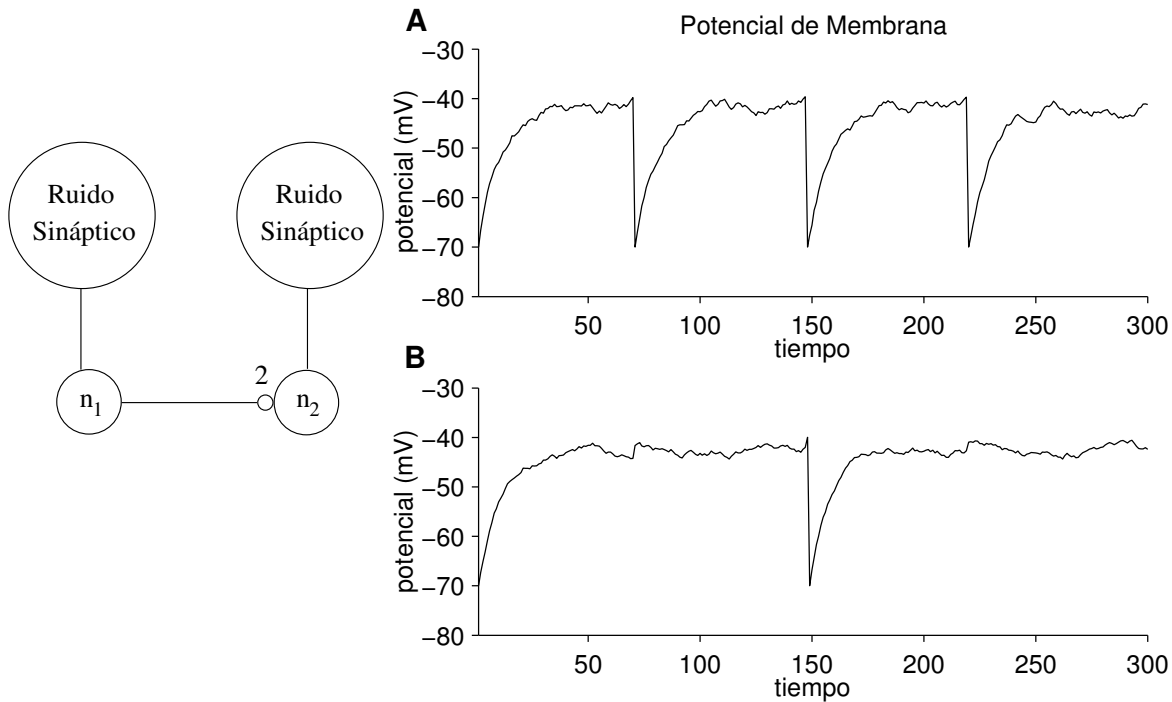 Ruido
Sináptico
Ruido
Sináptico
n1
2
n2
A
Potencial de Membrana
−30
−40
−50
−60
−70
−80
potencial (mV)
50
100
150
200
250
300
tiempo
B
−30
−40
−50
−60
−70
−80
potencial (mV)
50
100
150
200
250
300
tiempo